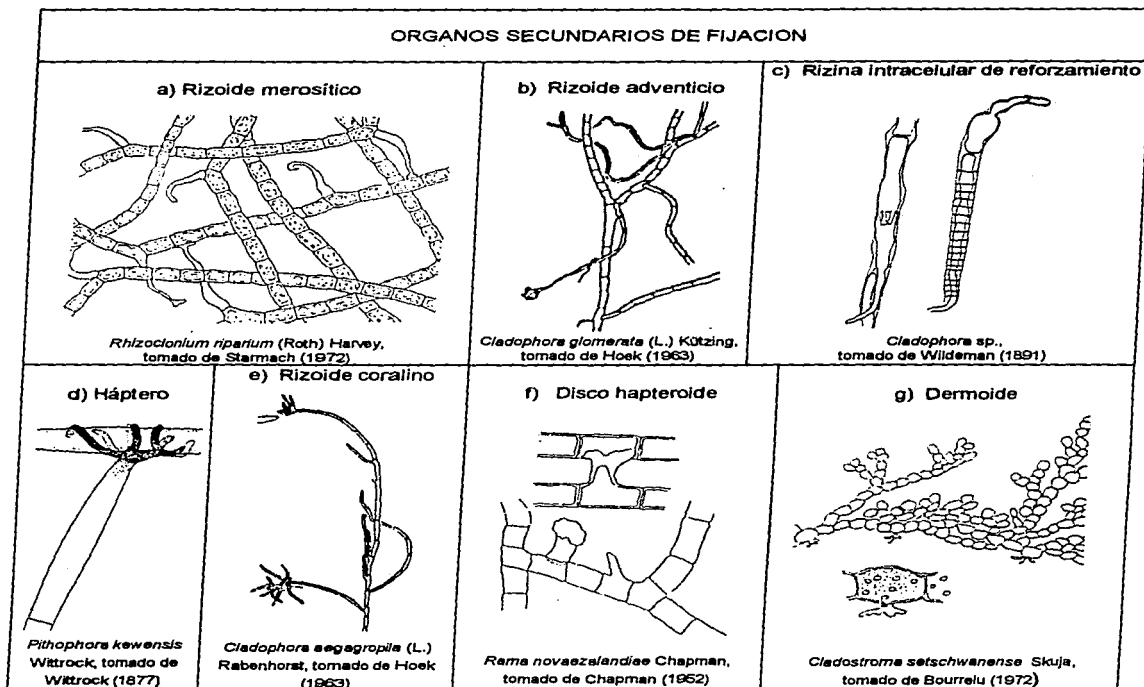 ORGANOS SECUNDARIOS DE FIJACION
a) Rizoide merosítico
Rhizoclonium riparium (Roth) Harvey,
tomado de Starmach (1972)
b) Rizoide adventicio
Cladophora glomerata (L.) Kützing,
tomado de Hoek (1963)
c) Rizina intracelular de reforzamiento
Cladophora sp.,
tomado de Wildeman (1891)
d) Háptero
Pithophora kewensis
Wittrock, tomado de
Wittrock (1877)
e) Rizoide coralino
Cladophora aegagropila (L.)
Rabenhorst, tomado de Hoek
(1963)
f) Disco hapteroide
Rama novaezalandiae Chapman,
tomado de Chapman (1952)
g) Dermoide
Cladostroma setschwanense Skuja,
tomado de Bourrelu (1972)